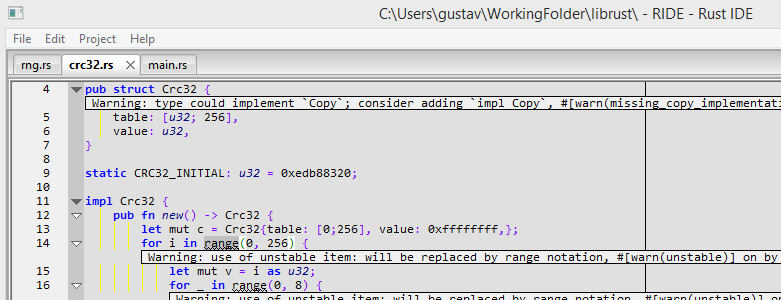 C:\Users\gustav\WorkingFolder\librust\ - RIDE - Rust IDE
File Edit Project Help
rng.rs crc32.rs main.rs
4 pub struct Crc32 {
Warning: type could implement `Copy`; consider adding `impl Copy`, #[warn(missing_copy_implementati
5 table: [u32; 256],
6 value: u32,
7 }
8
9 static CRC32_INITIAL: u32 = 0xedb88320;
10
11 impl Crc32 {
12 pub fn new() -> Crc32 {
13 let mut c = Crc32{table: [0;256], value: 0xffffffff,};
14 for i in range(0, 256) {
Warning: use of unstable item: will be replaced by range notation, #[warn(unstable)] on by
15 let mut v = i as u32;
16 for _ in range(0, 8) {
Warning: use of unstable item: will be replaced by range notation, #[warn(unstable)] on